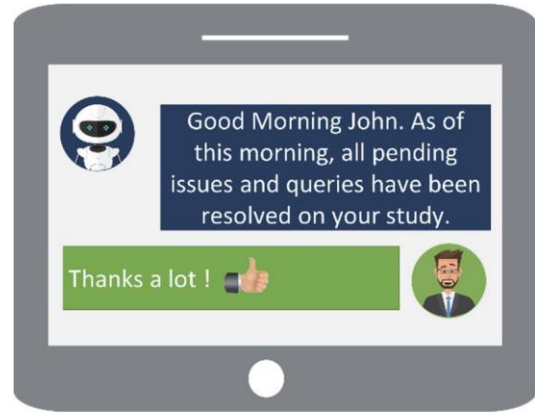 Good Morning John. As of
this morning, all pending
issues and queries have been
resolved on your study.
Thanks a lot !